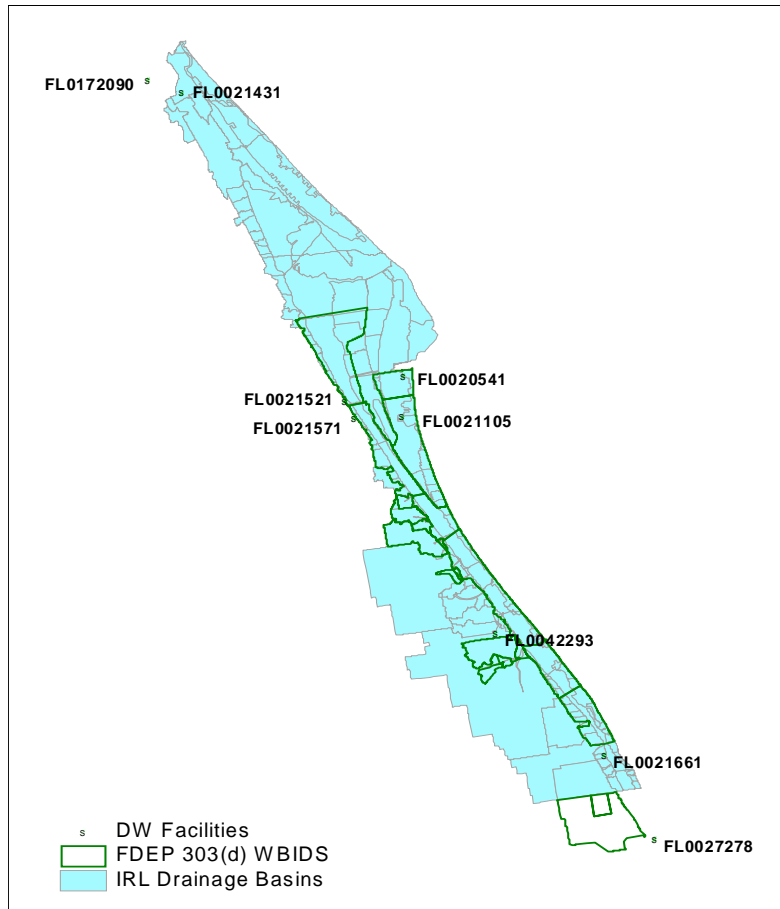 FL0172090
s
s FL0021431
s FL0020541
FL0021521 s
s FL0021105
FL0021571 s
s FL0042293
s
FL0021661
s DW Facilities
FDEP 303(d) WBIDS
s
FL0027278
IRL Drainage Basins